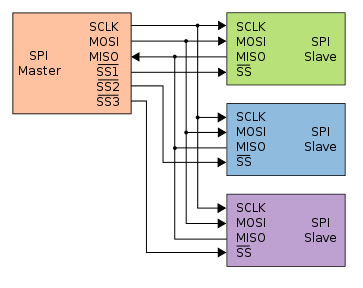 SPI
Master
SCLK
MOSI
MISO
SS1
SS2
SS3
SCLK
MOSI
MISO
SS
SPI
Slave
SCLK
MOSI
MISO
SS
SPI
Slave
SCLK
MOSI
MISO
SS
SPI
Slave